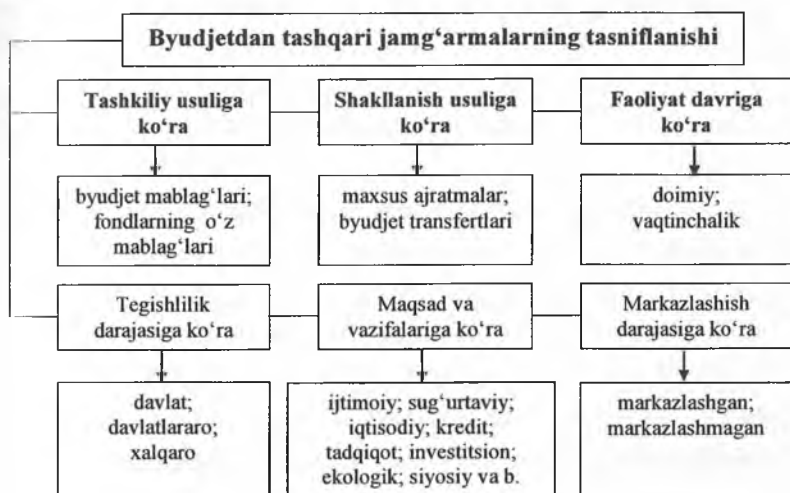 Byudjetdan tashqari jamg‘armalarning tasniflanishi
Tashkiliy usuliga
ko‘ra
Shakllanish usuliga
ko‘ra
Faoliyat davriga
ko‘ra
byudjet mablag‘lari;
fondlarning o‘z
mablag‘lari
maxsus ajratmalar;
byudjet transfertlari
doimiy;
vaqtinchalik
Tegishlilik
darajasiga ko‘ra
Maqsad va
vazifalariga ko‘ra
Markazlashish
darajasiga ko‘ra
davlat;
davlatlararo;
xalqaro
ijtimoiy; sug‘urtaviy;
iqtisodiy; kredit;
tadqiqot; investitsion;
ekologik; siyosiy va b.
markazlashgan;
markazlashmagan